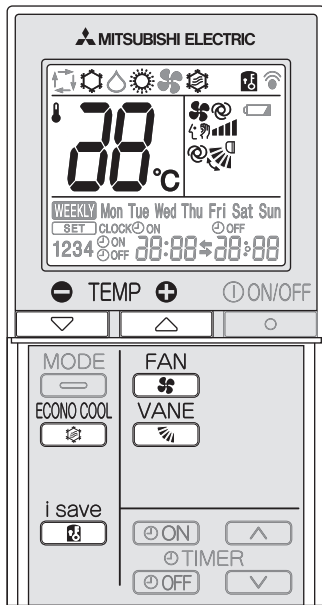 MITSUBISHI ELECTRIC
88 °C
WEEKLY Mon Tue Wed Thu Fri Sat Sun
SET CLOCK ON OFF
1234 ON OFF 88:88 88:88
TEMP ON/OFF
MODE FAN
ECONO COOL VANE
i save
ON
TIMER
OFF